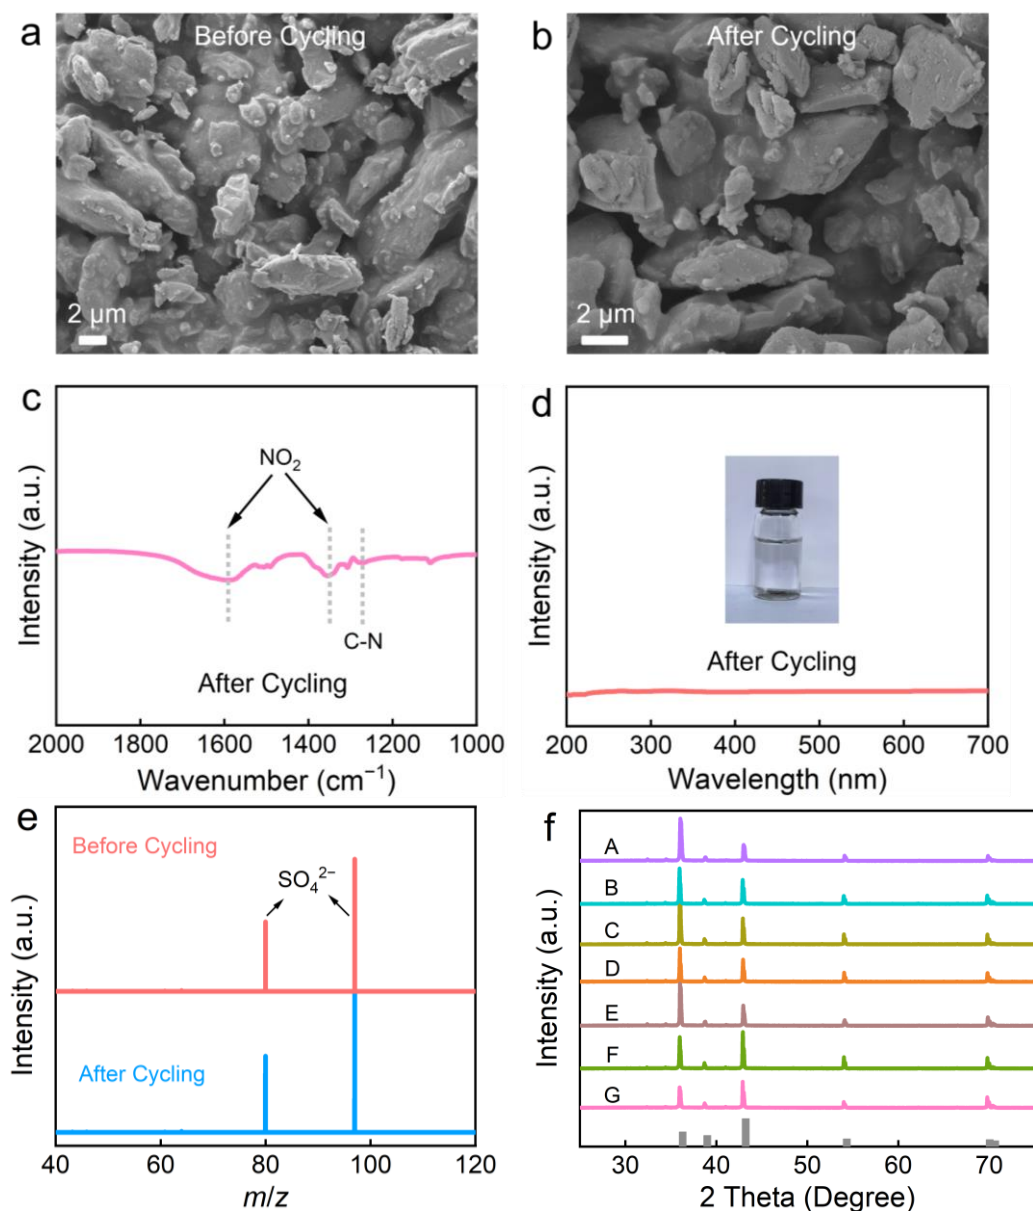 a
Before Cycling
2 µm
b
After Cycling
2 µm
c
Intensity (a.u.)
NO₂
C-N
After Cycling
2000 1800 1600 1400 1200 1000
Wavenumber (cm⁻¹)
d
Intensity (a.u.)
After Cycling
200 300 400 500 600 700
Wavelength (nm)
e
Intensity (a.u.)
Before Cycling
SO₄²⁻
After Cycling
40 60 80 100 120
m/z
f
Intensity (a.u.)
A
B
C
D
E
F
G
30 40 50 60 70
2 Theta (Degree)